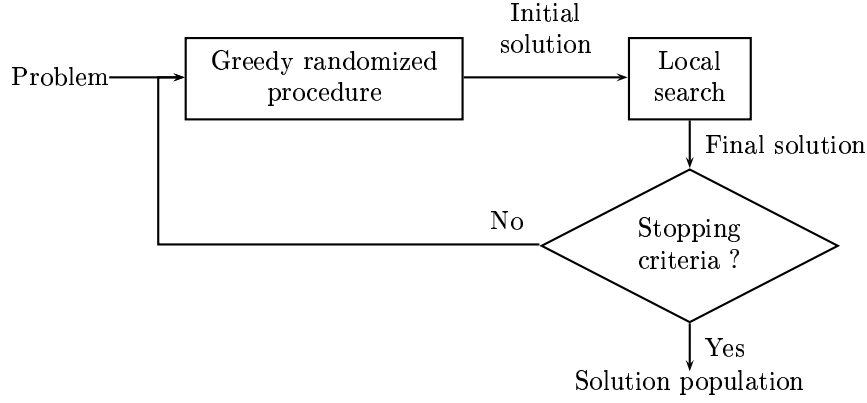 Initial
solution
Problem
Greedy randomized
procedure
Local
search
Final solution
No
Stopping
criteria ?
Yes
Solution population